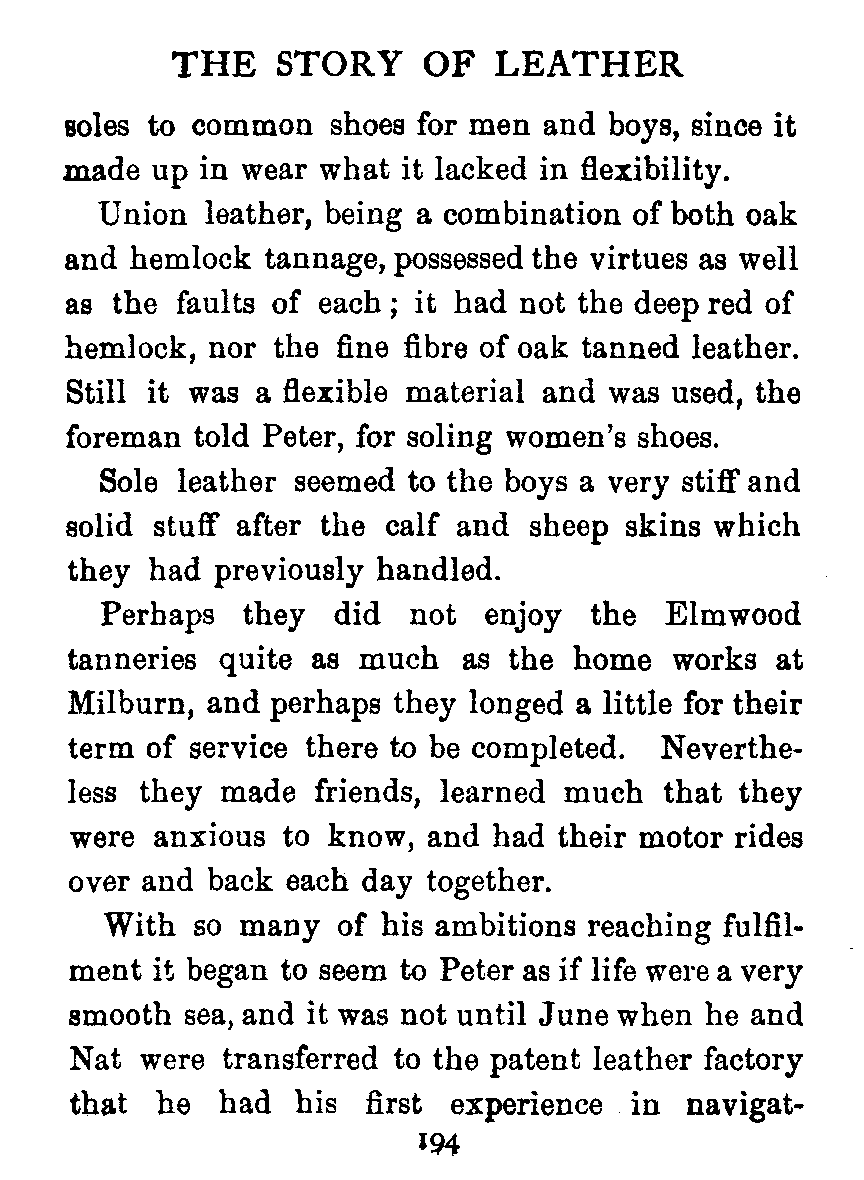 THE STORY OF LEATHER
soles to common shoes for men and boys, since it
made up in wear what it lacked in flexibility.
Union leather, being a combination of both oak
and hemlock tannage, possessed the virtues as well
as the faults of each; it had not the deep red of
hemlock, nor the fine fibre of oak tanned leather.
Still it was a flexible material and was used, the
foreman told Peter, for soling women's shoes.
Sole leather seemed to the boys a very stiff and
solid stuff after the calf and sheep skins which
they had previously handled.
Perhaps they did not enjoy the Elmwood
tanneries quite as much as the home works at
Milburn, and perhaps they longed a little for their
term of service there to be completed. Neverthe-
less they made friends, learned much that they
were anxious to know, and had their motor rides
over and back each day together.
With so many of his ambitions reaching fulfil-
ment it began to seem to Peter as if life were a very
smooth sea, and it was not until June when he and
Nat were transferred to the patent leather factory
that he had his first experience in navigat-
194